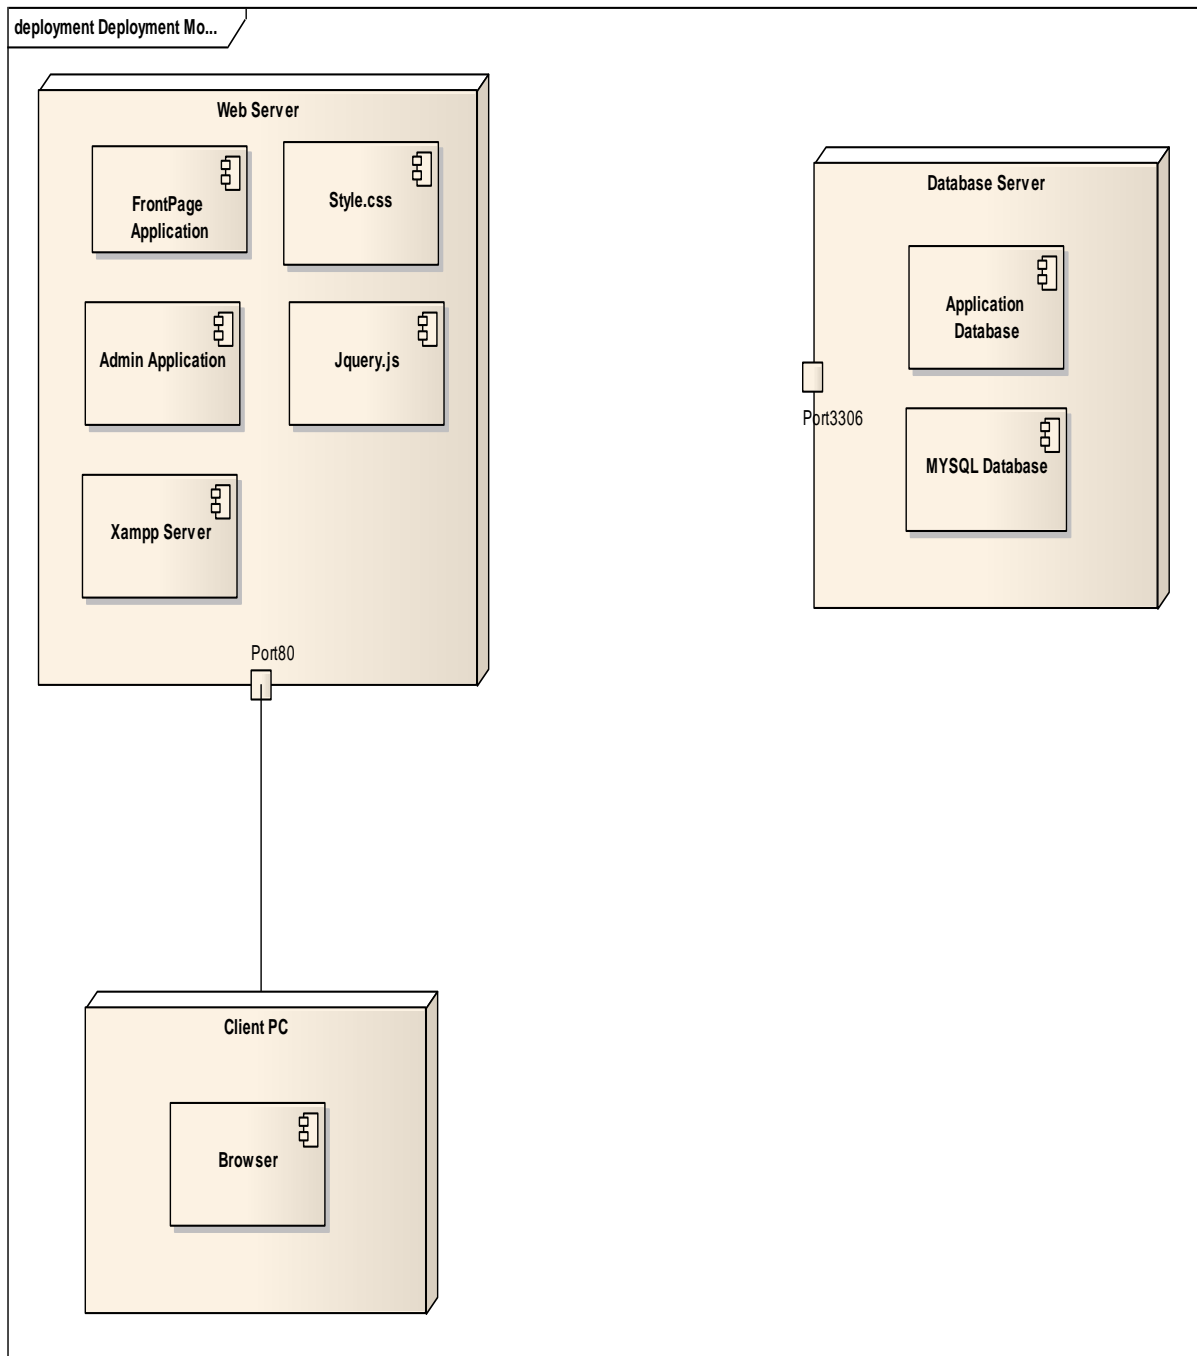 deployment Deployment Mo...
Web Server
FrontPage
Application
Style.css
Admin Application
Jquery.js
Xampp Server
Port80
Database Server
Application
Database
Port3306
MYSQL Database
Client PC
Browser